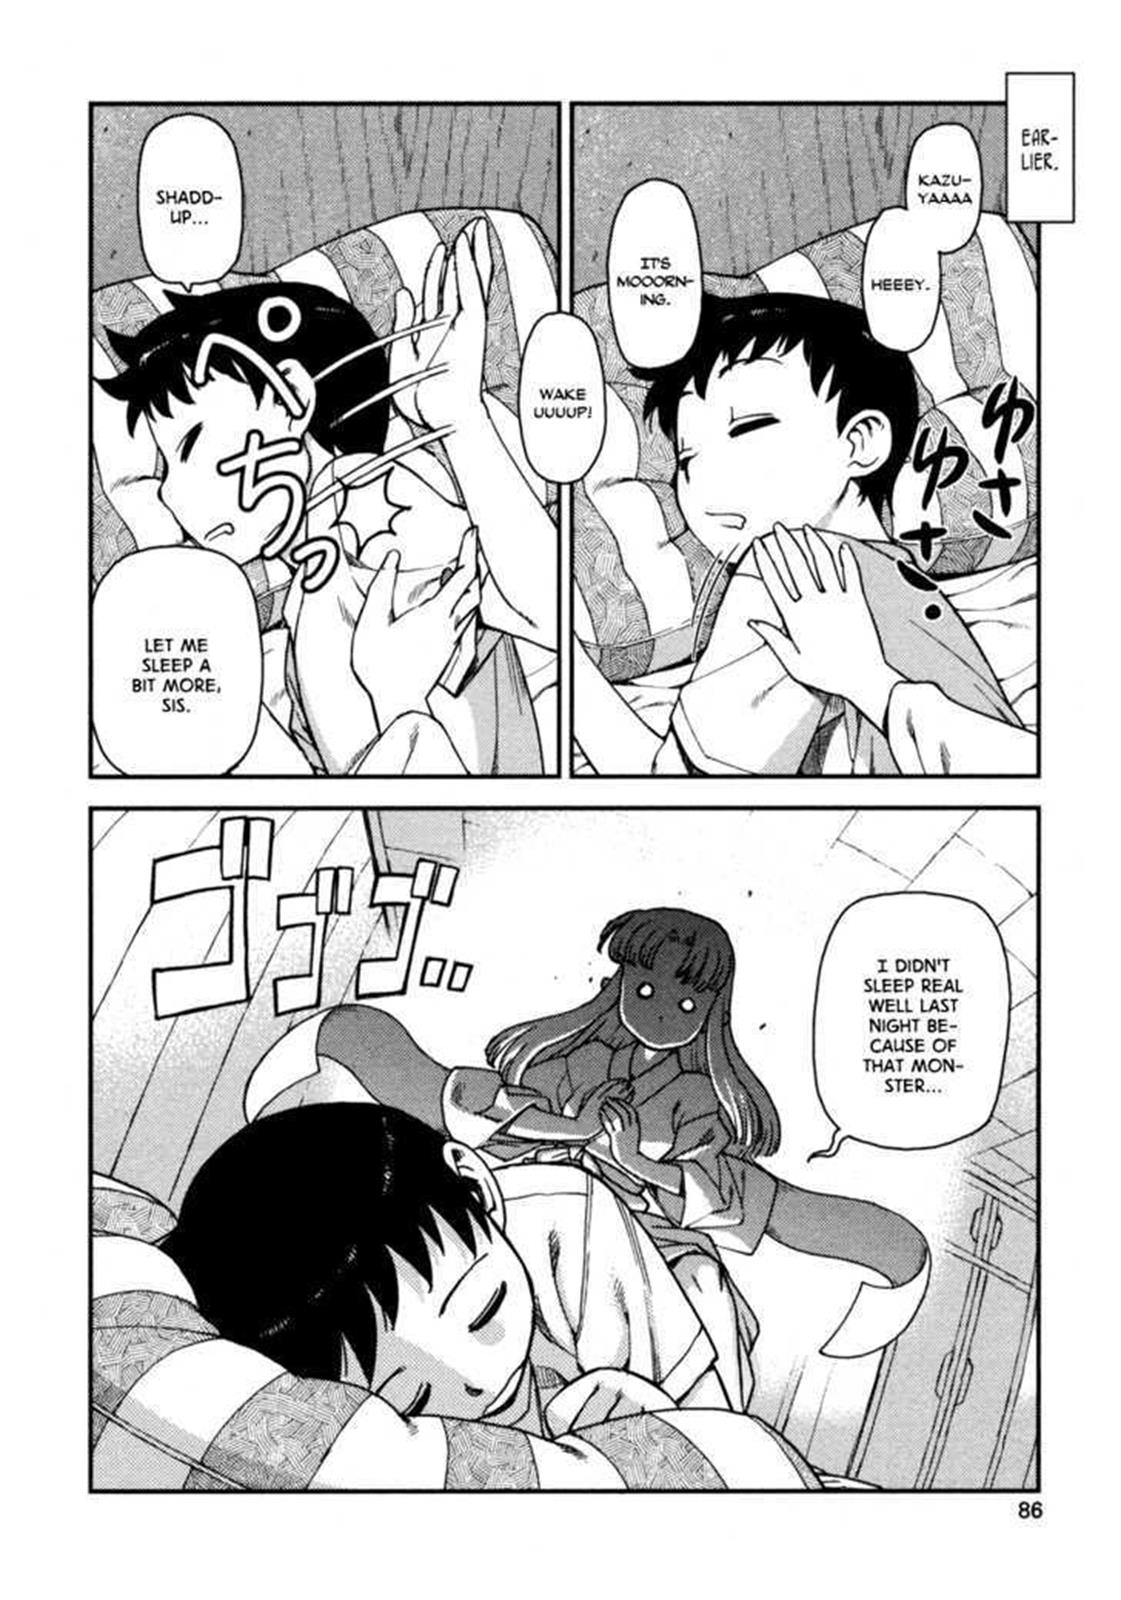 EAR-
LIER.
KAZU-
YAAAA
HEEEY.
IT'S
MOOORN-
ING.
ゆさ
ゆさっ
WAKE
UUUUP!
SHADD-
UP...
ぺちっ
LET ME
SLEEP A
BIT MORE,
SIS.
I DIDN'T
SLEEP REAL
WELL LAST
NIGHT BE-
CAUSE OF
THAT MON-
STER...
ゴゴゴ...
86